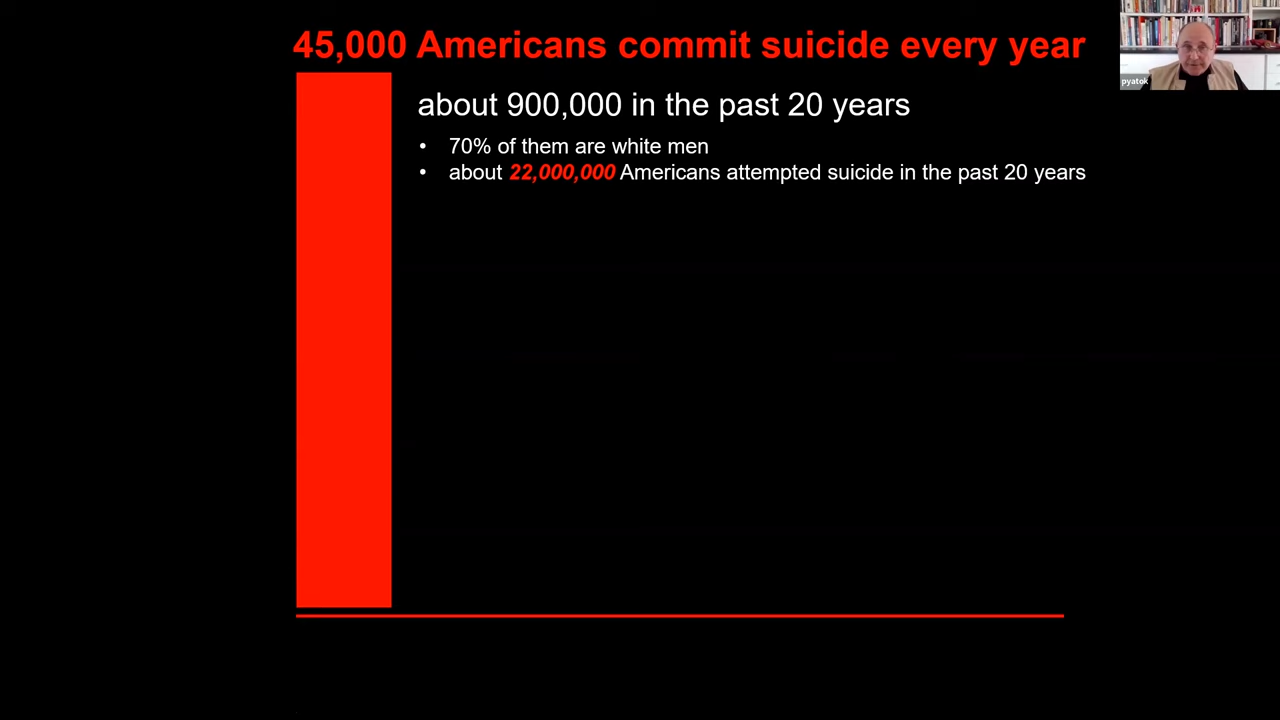 45,000 Americans commit suicide every year
pyatok
about 900,000 in the past 20 years
• 70% of them are white men
• about 22,000,000 Americans attempted suicide in the past 20 years